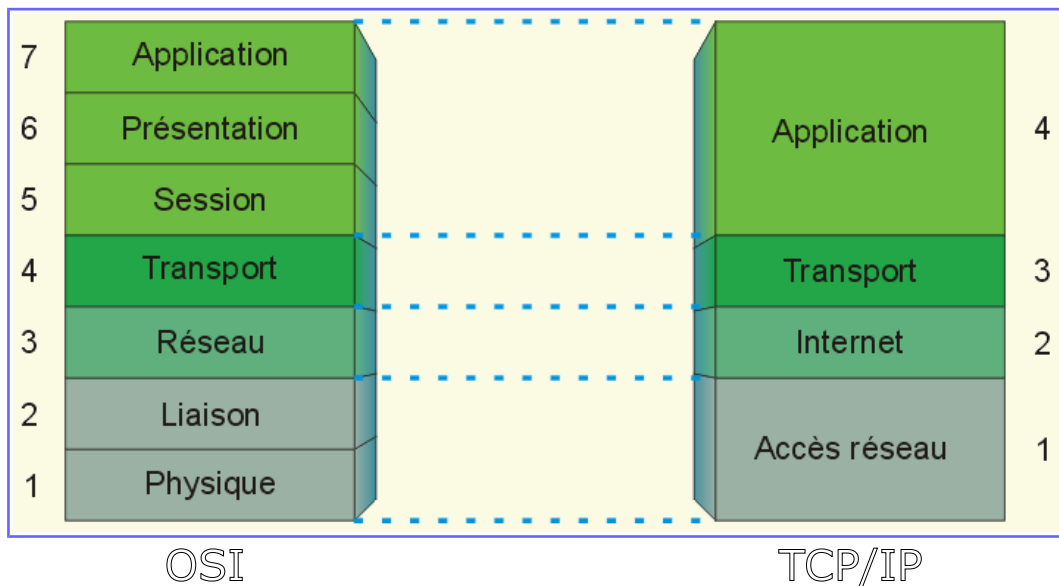 7 Application
6 Présentation
5 Session
4 Transport
3 Réseau
2 Liaison
1 Physique
OSI
Application 4
Transport 3
Internet 2
Accès réseau 1
TCP/IP